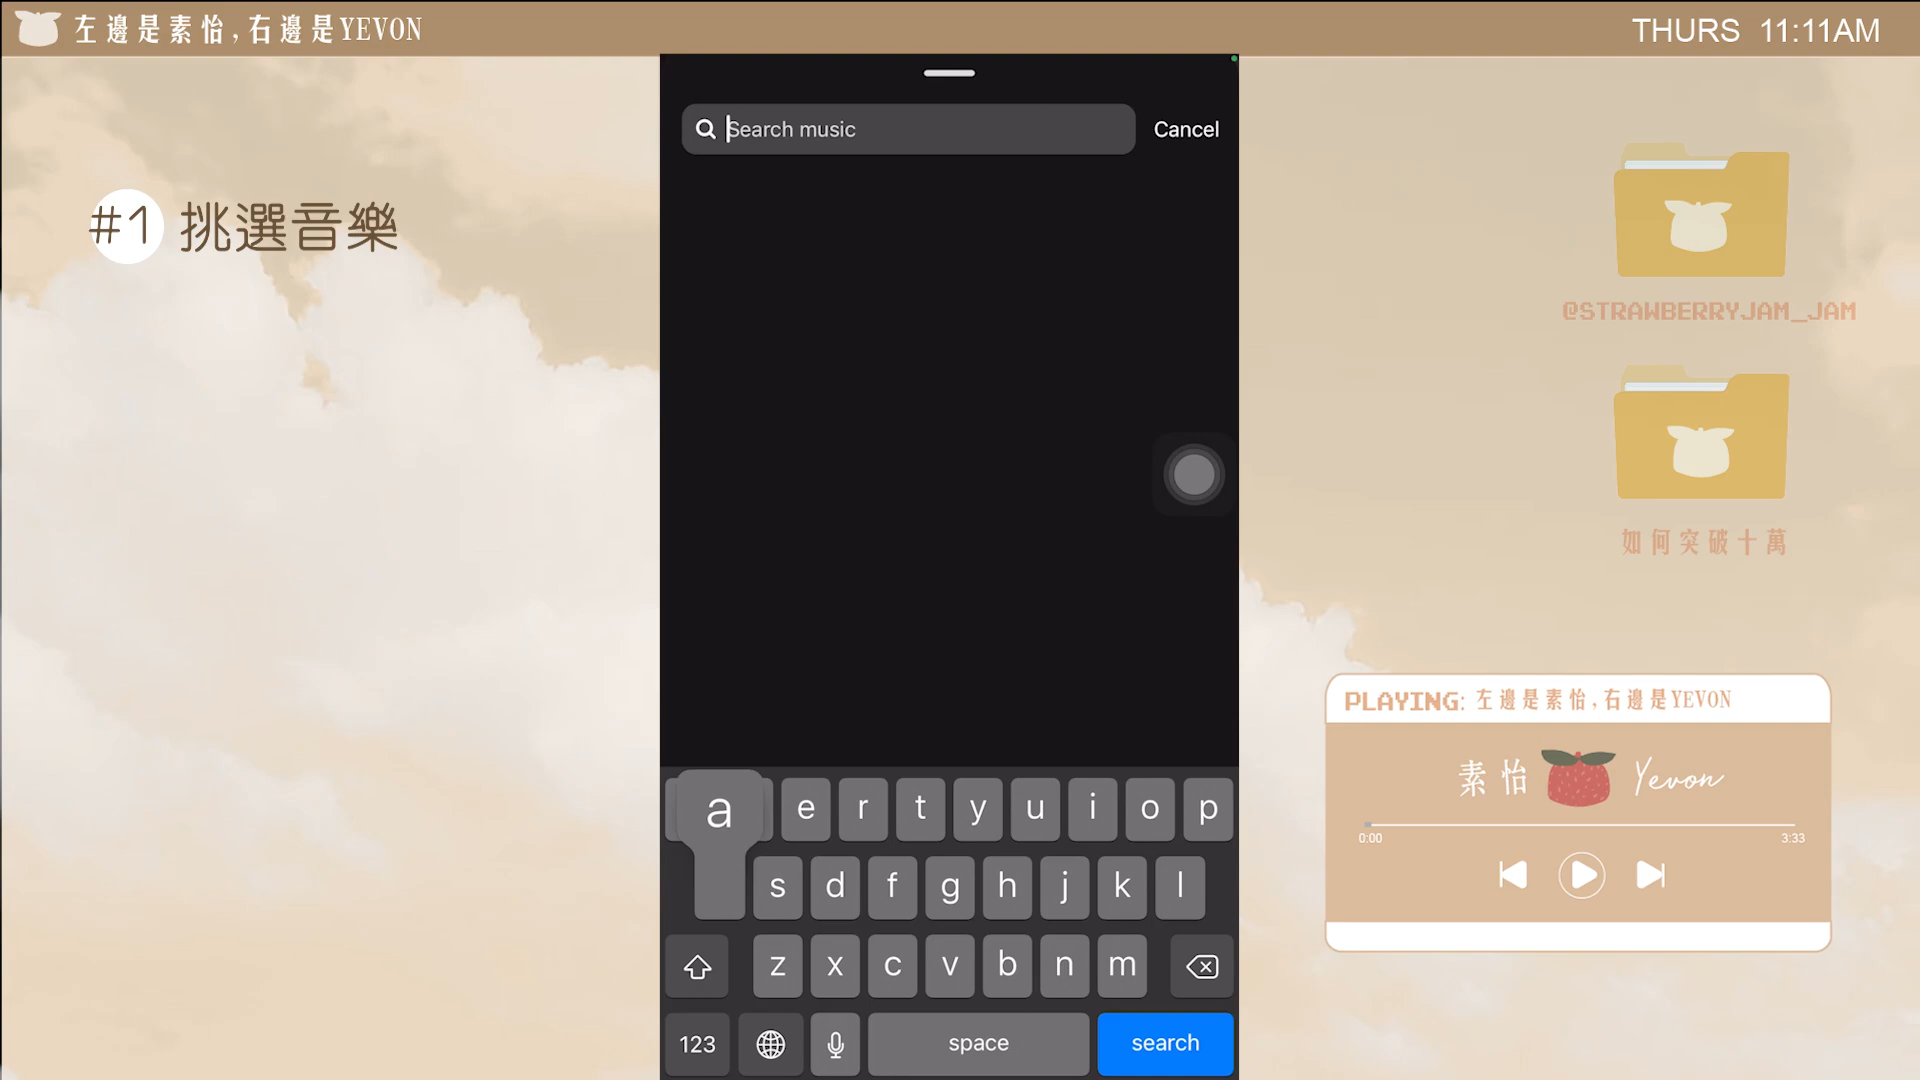 左邊是素怡,右邊是YEVON
THURS 11:11AM
Search music
Cancel
#1 挑選音樂
@STRAWBERRYJAM_JAM
如何突破十萬
PLAYING: 左邊是素怡,右邊是YEVON
素怡 Yevon
0:00
3:33
a e r t y u i o p
s d f g h j k l
z x c v b n m
123 space search